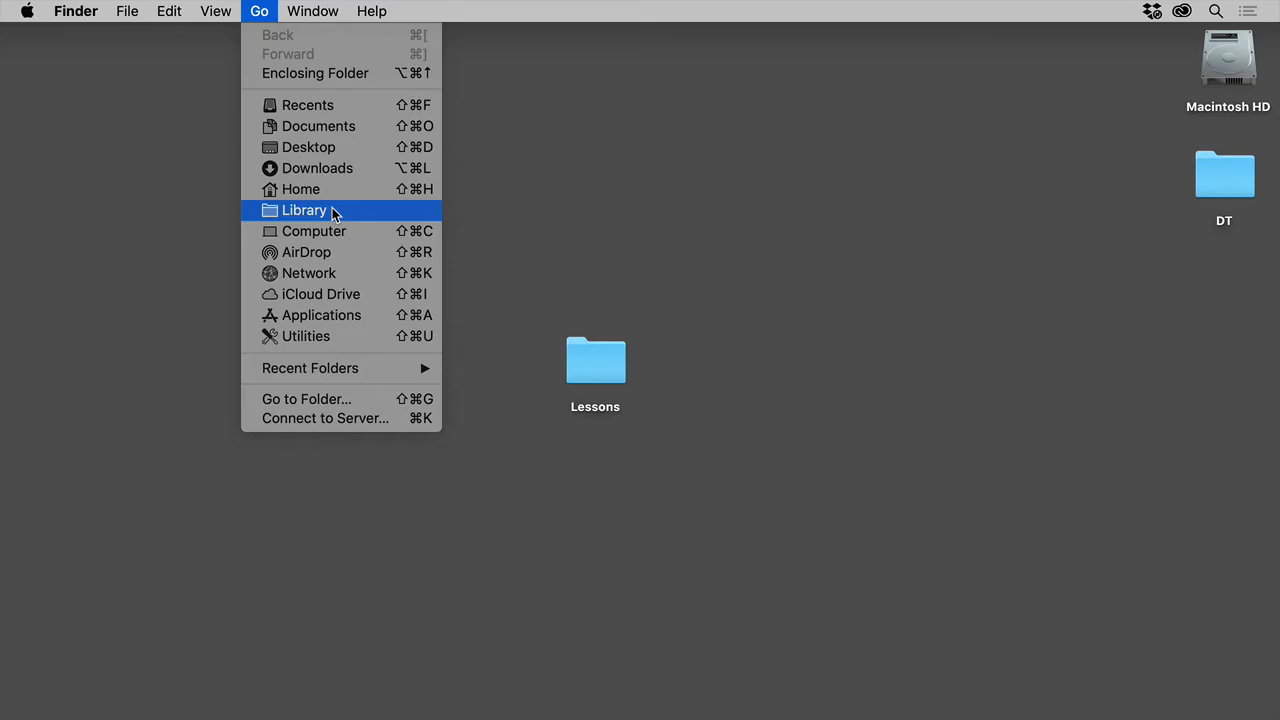 Finder File Edit View Go Window Help
Back ⌘[
Forward ⌘]
Enclosing Folder ⌥⌘↑
Recents ⇧⌘F
Documents ⇧⌘O
Desktop ⇧⌘D
Downloads ⌥⌘L
Home ⇧⌘H
Library
Computer ⇧⌘C
AirDrop ⇧⌘R
Network ⇧⌘K
iCloud Drive ⇧⌘I
Applications ⇧⌘A
Utilities ⇧⌘U
Recent Folders ▶
Go to Folder... ⇧⌘G
Connect to Server... ⌘K
Macintosh HD
DT
Lessons